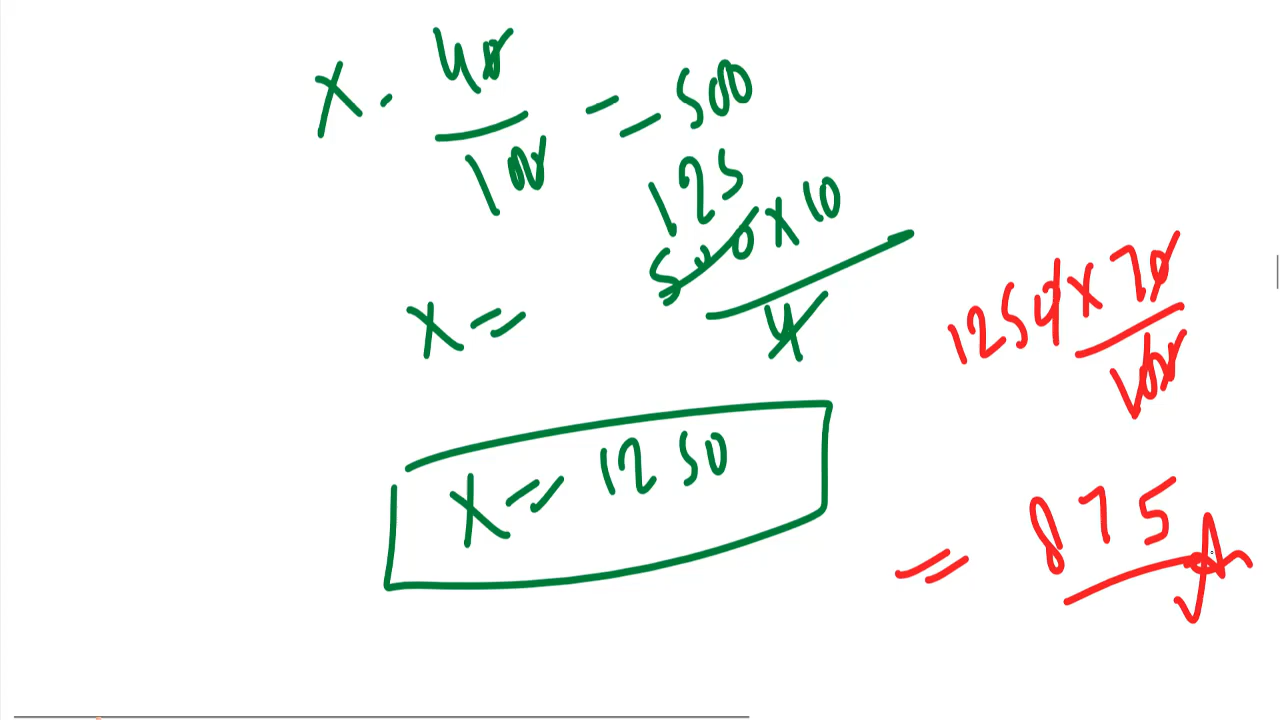 X · 40/100 = 500
X = 500 × 10/4
125
X = 1250
1250 × 70/100
= 875